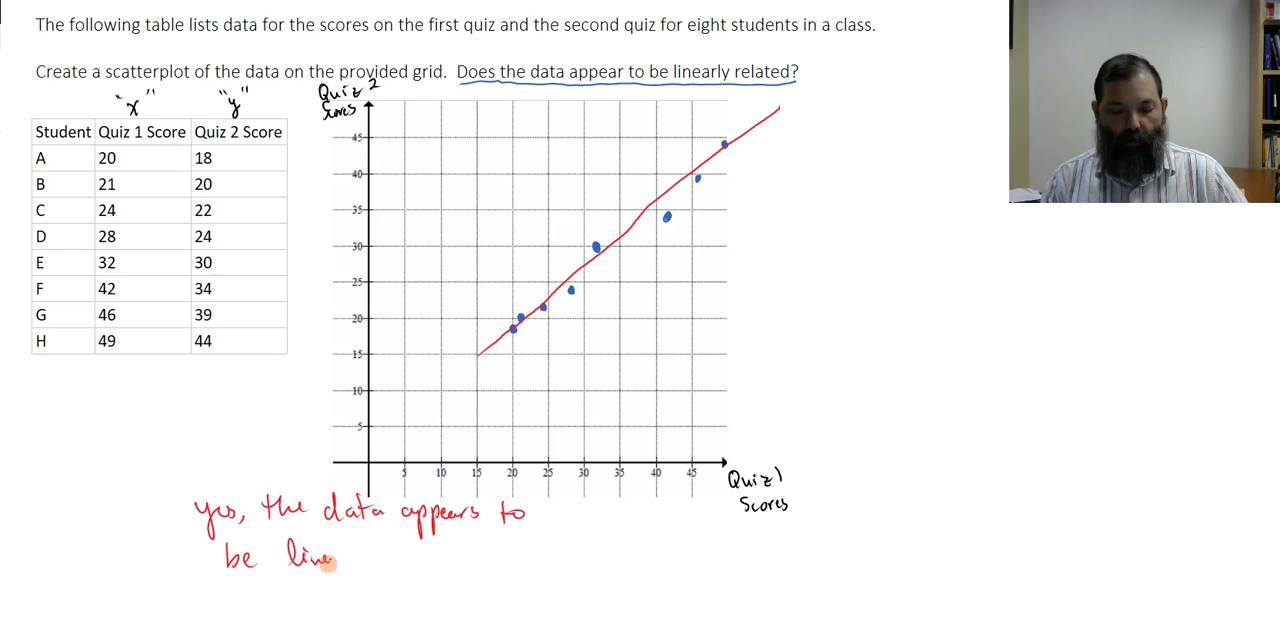 The following table lists data for the scores on the first quiz and the second quiz for eight students in a class.
Create a scatterplot of the data on the provided grid. Does the data appear to be linearly related?
"x" "y"
Student Quiz 1 Score Quiz 2 Score
A 20 18
B 21 20
C 24 22
D 28 24
E 32 30
F 42 34
G 46 39
H 49 44
Quiz 2
Scores
45
40
35
30
25
20
15
10
5
5 10 15 20 25 30 35 40 45
Quiz 1
Scores
yes, the data appears to
be line